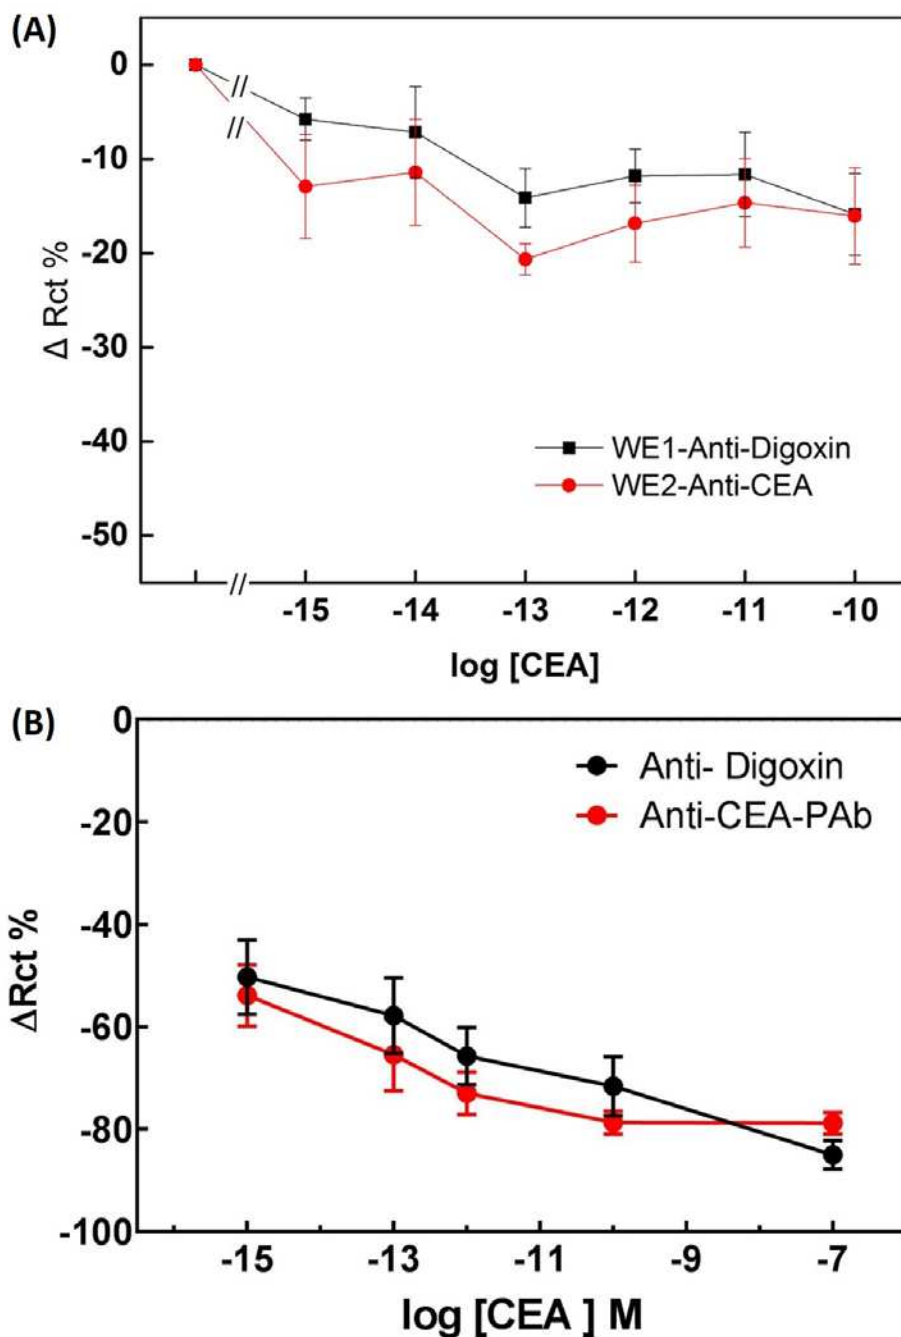 (A)
0
-10
-20
-30
-40
-50
Δ Rct %
WE1-Anti-Digoxin
WE2-Anti-CEA
-15 -14 -13 -12 -11 -10
log [CEA]
(B)
0
-20
-40
-60
-80
-100
ΔRct %
Anti- Digoxin
Anti-CEA-PAb
-15 -13 -11 -9 -7
log [CEA ] M